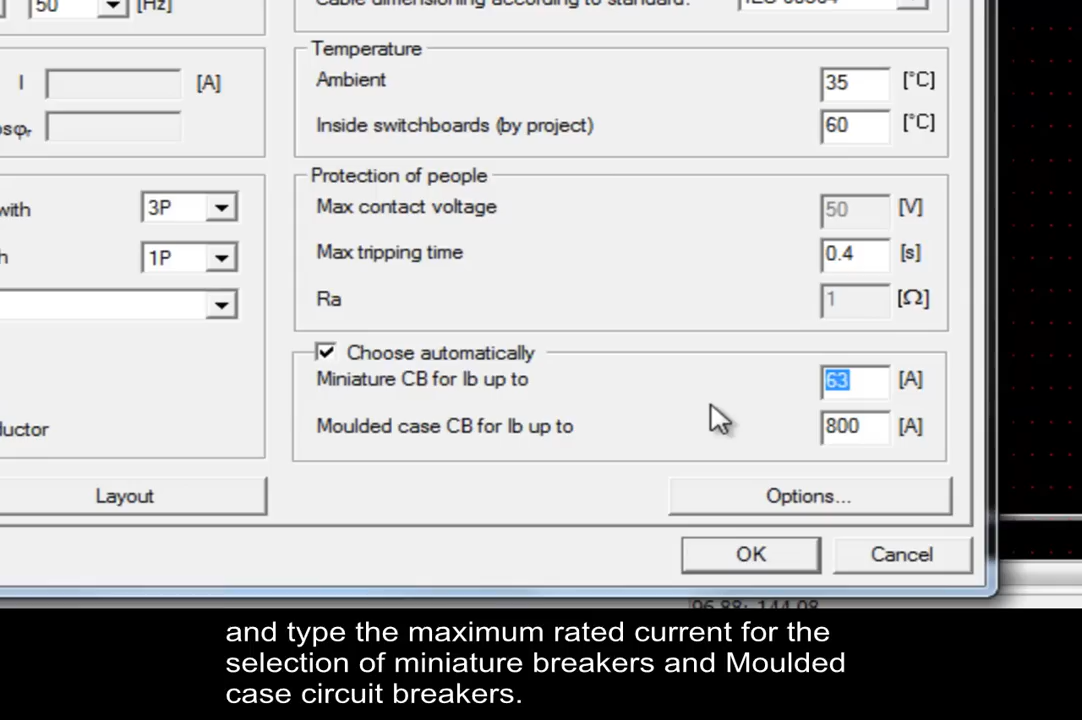 50 [Hz]
Cable dimensioning according to standard:
Temperature
I [A]
Ambient 35 [°C]
osφr
Inside switchboards (by project) 60 [°C]
Protection of people
with 3P
Max contact voltage 50 [V]
1P
Max tripping time 0.4 [s]
Ra 1 [Ω]
Choose automatically
Miniature CB for Ib up to 63 [A]
Moulded case CB for Ib up to 800 [A]
ductor
Layout
Options...
OK Cancel
and type the maximum rated current for the
selection of miniature breakers and Moulded
case circuit breakers.